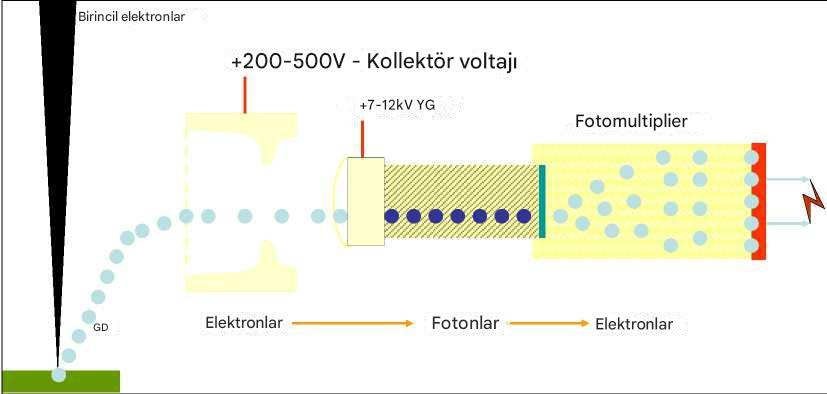 Birincil elektronlar
+200-500V - Kollektör voltajı
+7-12kV YG
Fotomultiplier
GD
Elektronlar
Fotonlar
Elektronlar